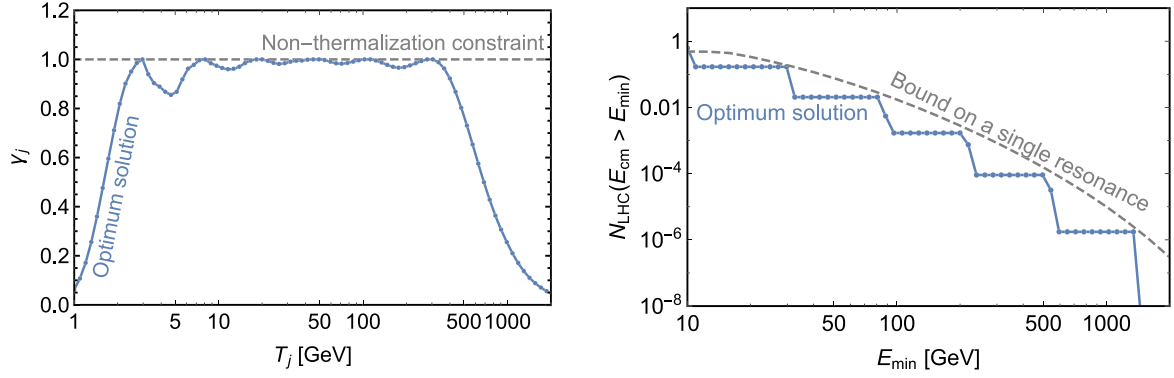 1.2
1.0
0.8
0.6
0.4
0.2
0.0
γj
Non-thermalization constraint
Optimum solution
1 5 10 50 100 500 1000
Tj [GeV]
1
0.01
10^-4
10^-6
10^-8
NLHC(Ecm > Emin)
Optimum solution
Bound on a single resonance
10 50 100 500 1000
Emin [GeV]